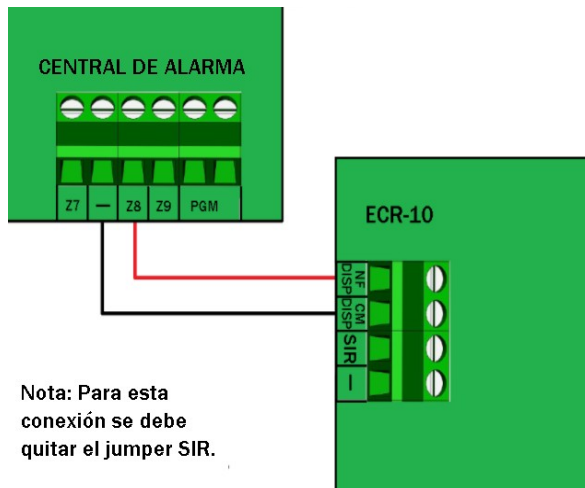 CENTRAL DE ALARMA
Z7 — Z8 Z9 PGM
ECR-10
NF DISP
CM DISP
SIR
—
Nota: Para esta
conexión se debe
quitar el jumper SIR.